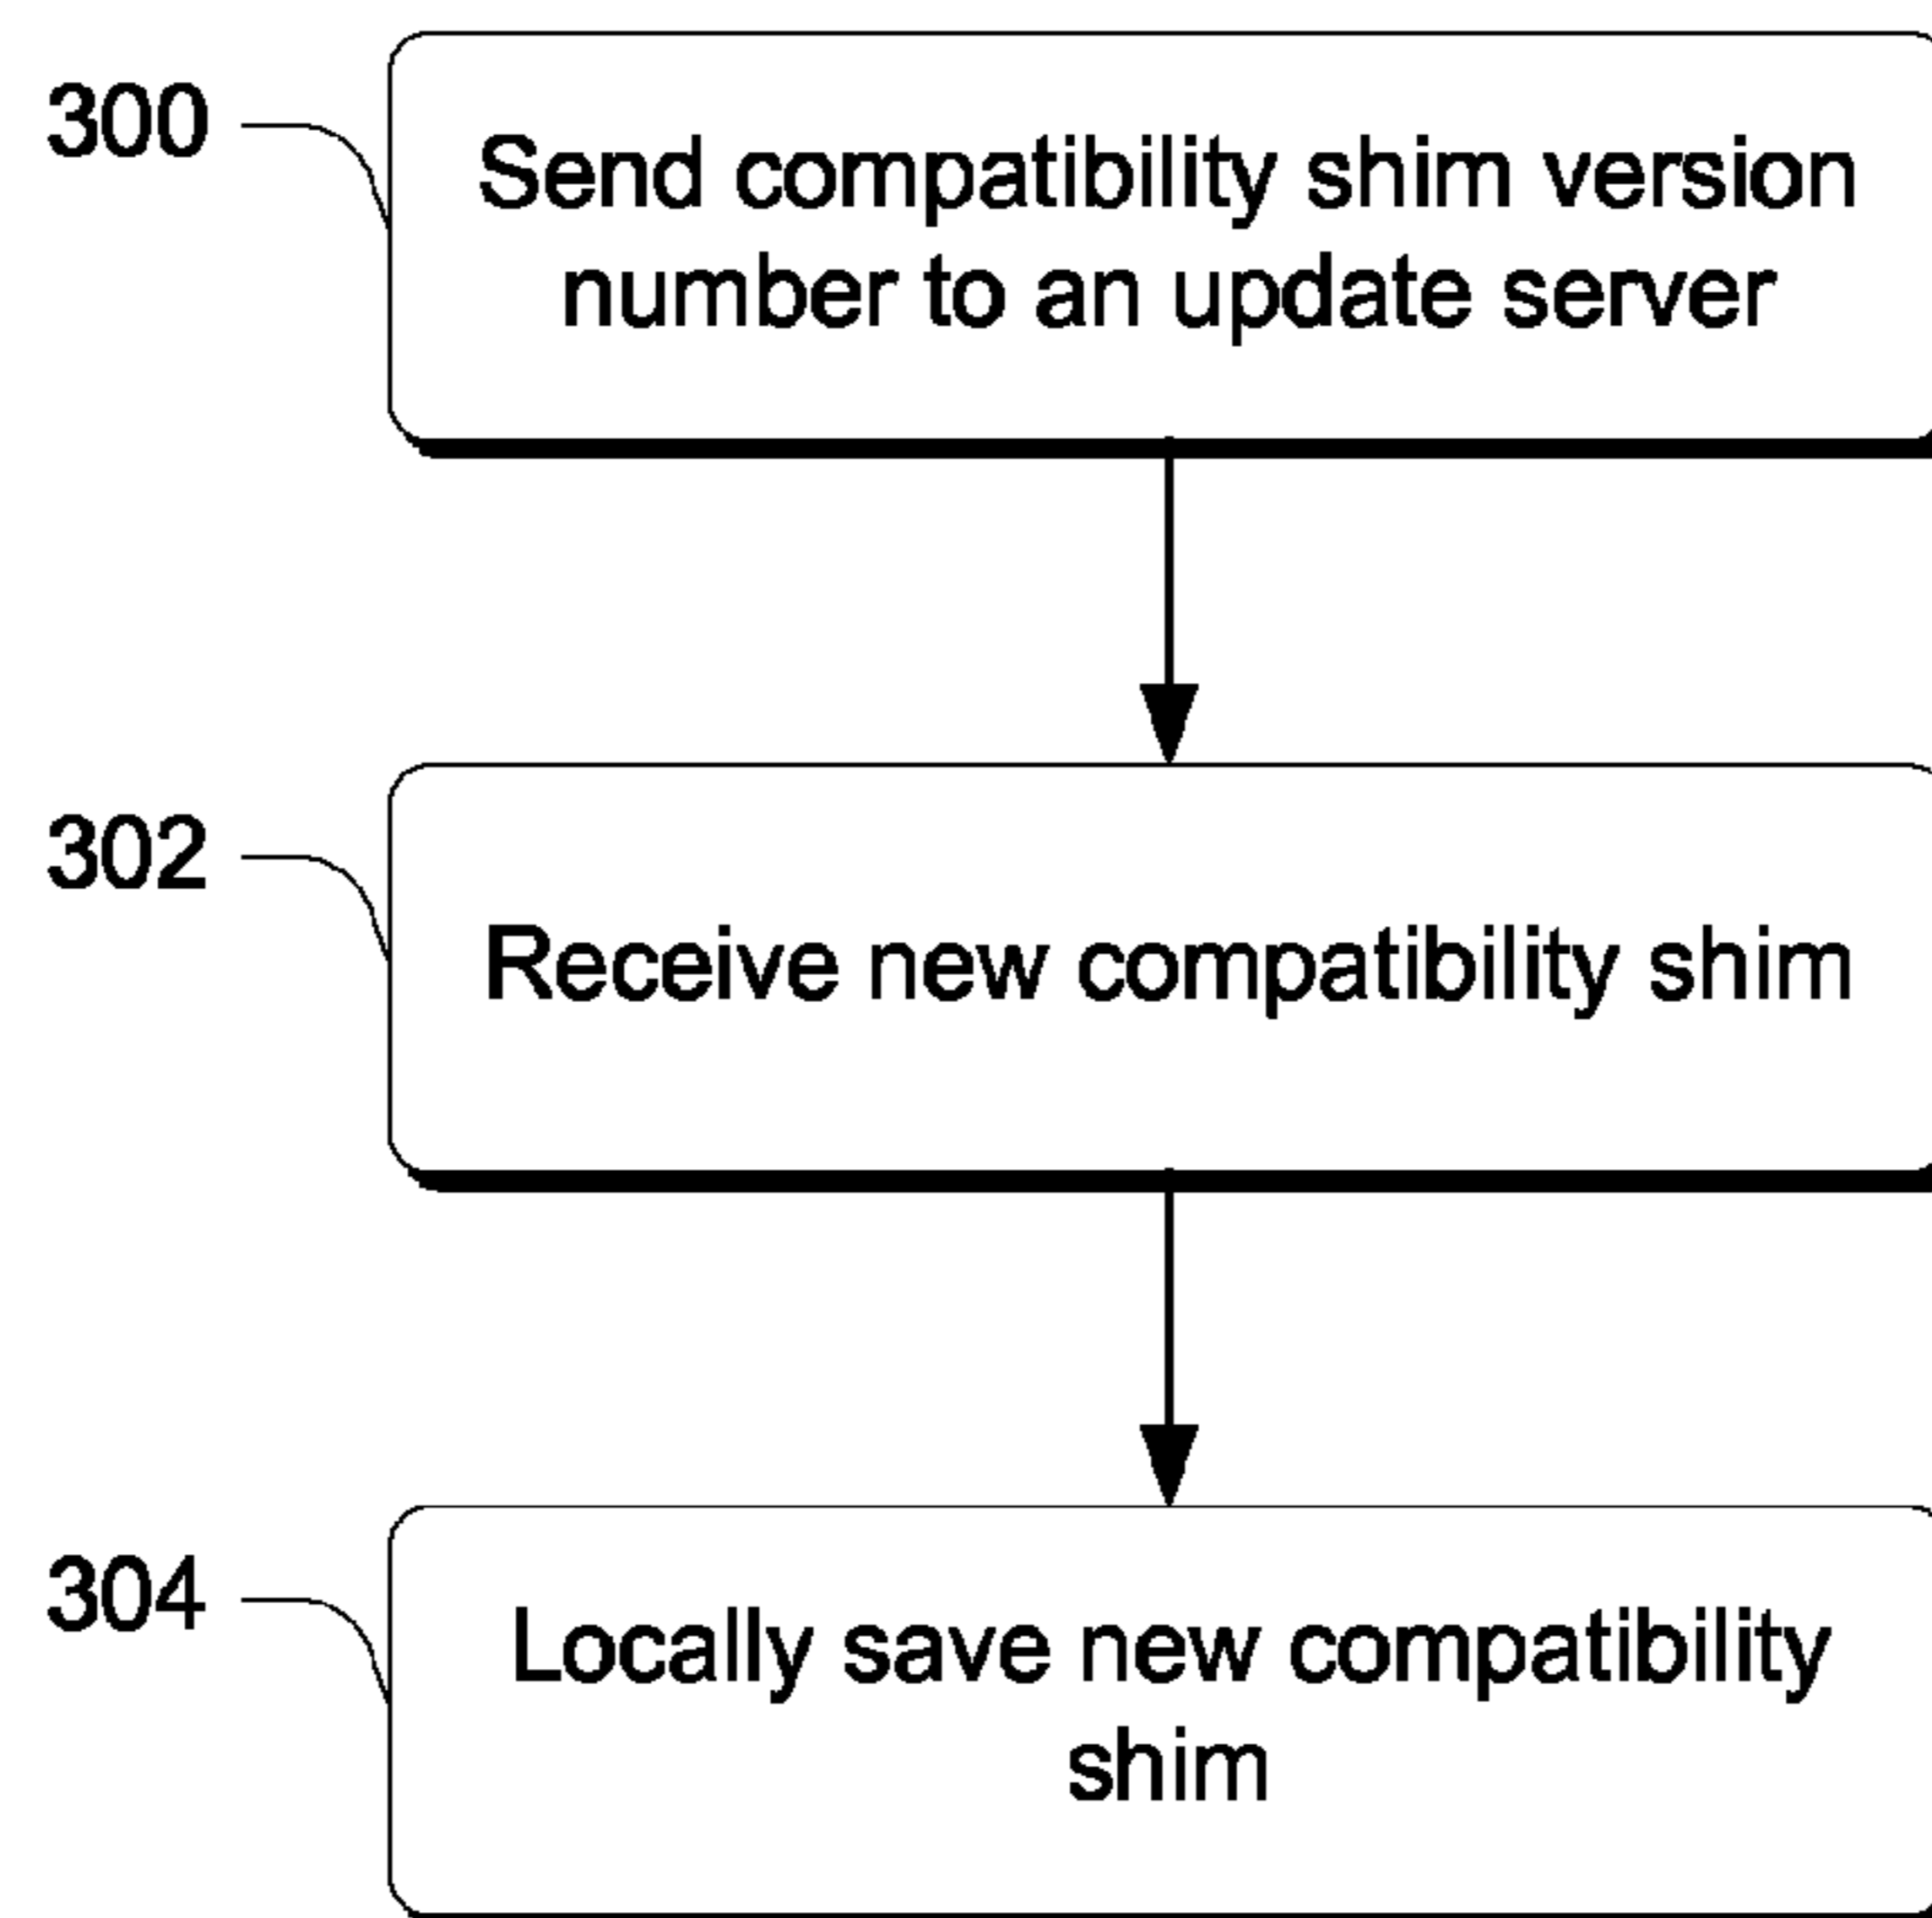 300
Send compatibility shim version
number to an update server
302
Receive new compatibility shim
304
Locally save new compatibility
shim